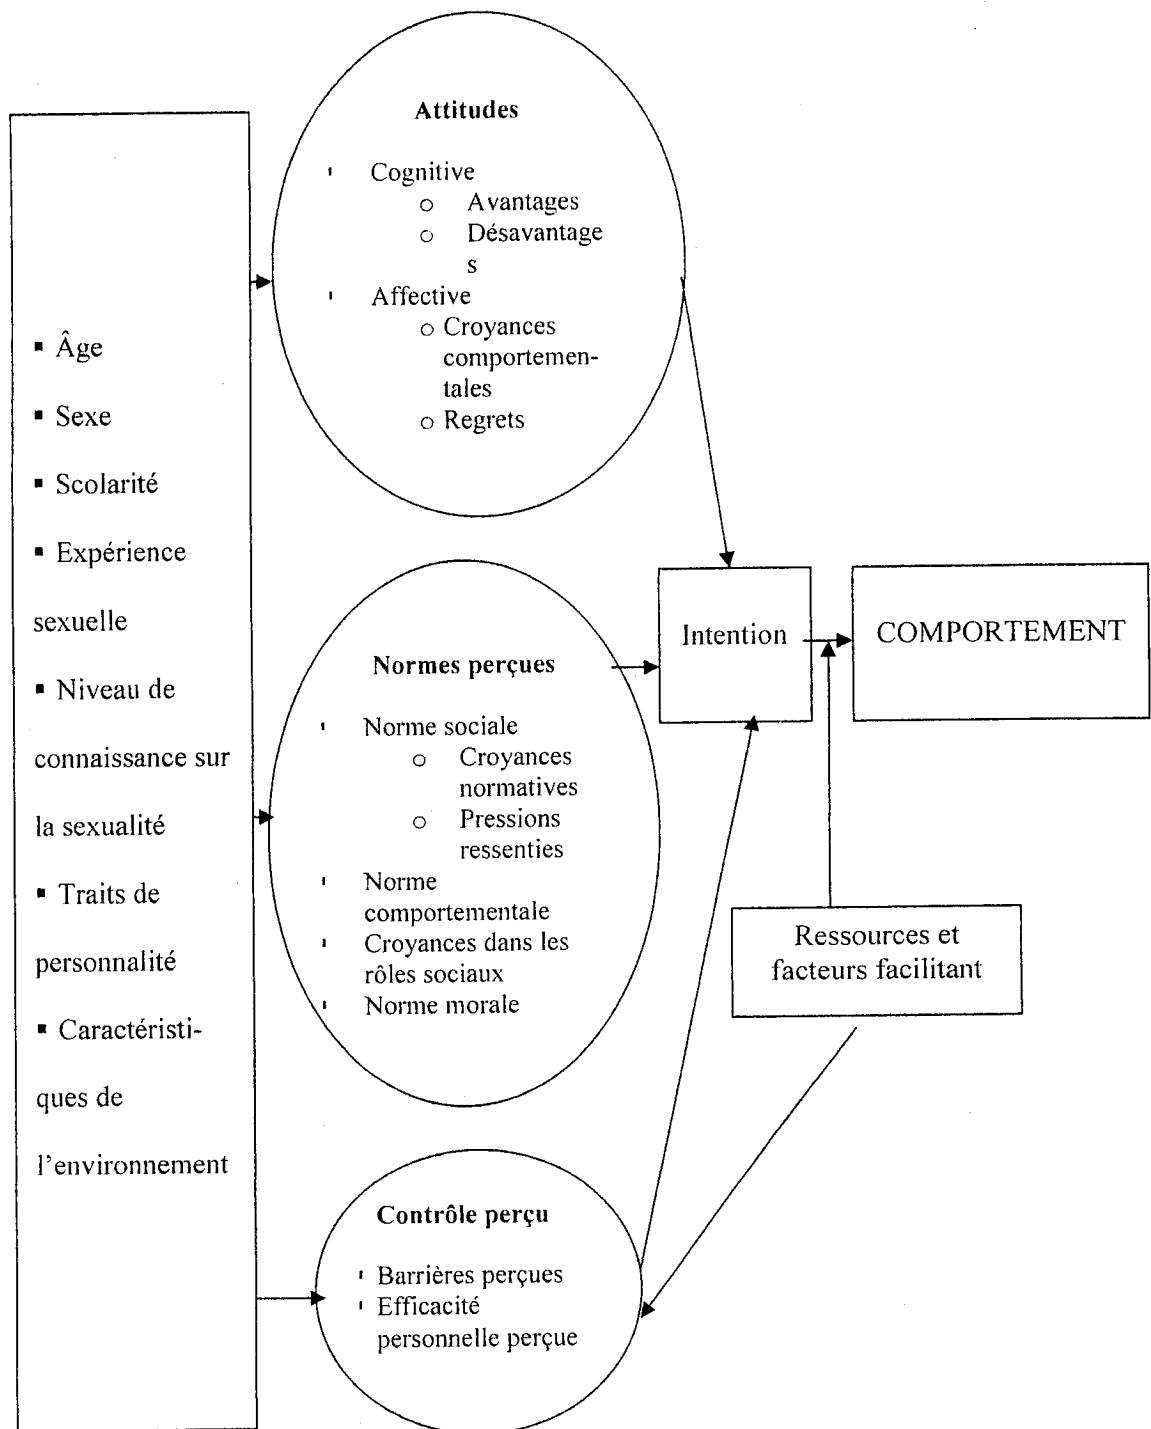 Attitudes
Cognitive
Avantages
Désavantage
s
Affective
Croyances
comportemen-
tales
Regrets
Âge
Sexe
Scolarité
Expérience
sexuelle
Niveau de
connaissance sur
la sexualité
Traits de
personnalité
Caractéristi-
ques de
l'environnement
Normes perçues
Norme sociale
Croyances
normatives
Pressions
ressenties
Norme
comportementale
Croyances dans les
rôles sociaux
Norme morale
Contrôle perçu
Barrières perçues
Efficacité
personnelle perçue
Intention
COMPORTEMENT
Ressources et
facteurs facilitant